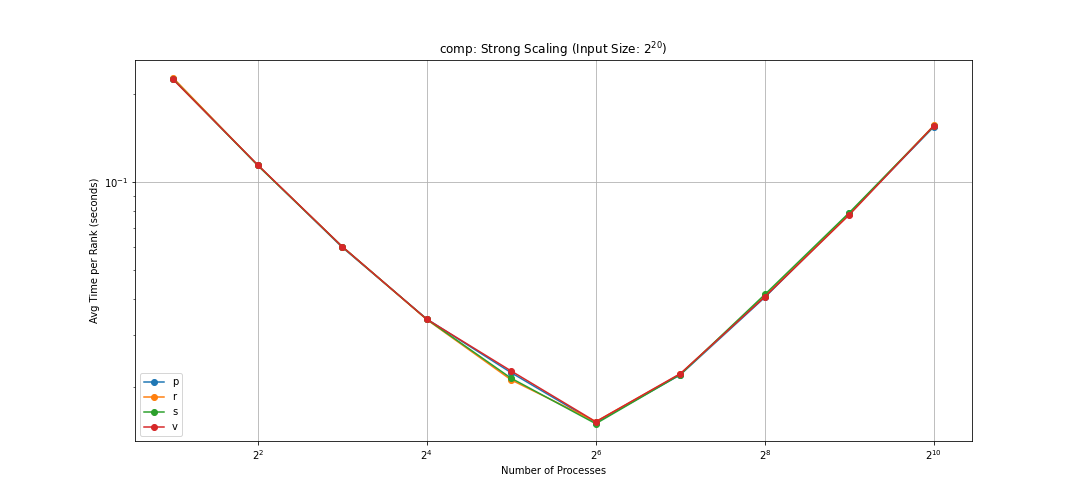 comp: Strong Scaling (Input Size: 2^20)
Avg Time per Rank (seconds)
10^-1
p
r
s
v
2^2 2^4 2^6 2^8 2^10
Number of Processes